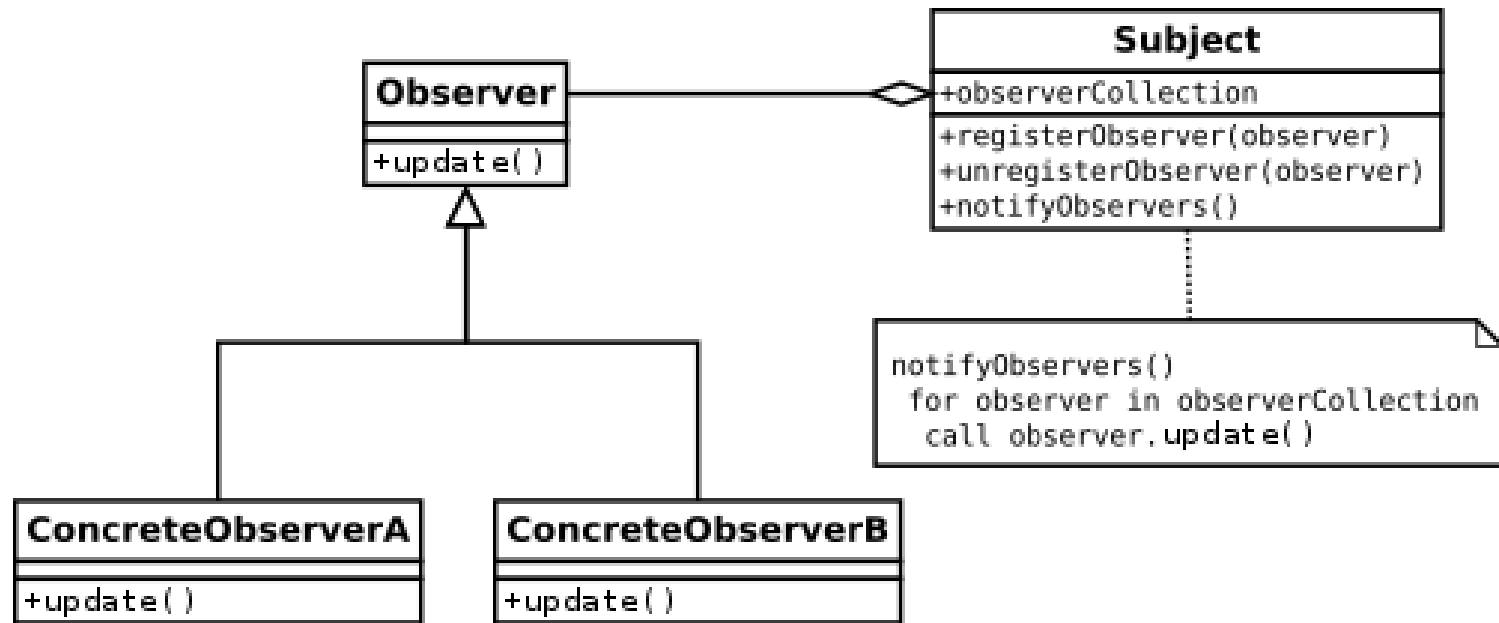 Observer
+update()
Subject
+observerCollection
+registerObserver(observer)
+unregisterObserver(observer)
+notifyObservers()
notifyObservers()
for observer in observerCollection
call observer.update()
ConcreteObserverA
+update()
ConcreteObserverB
+update()